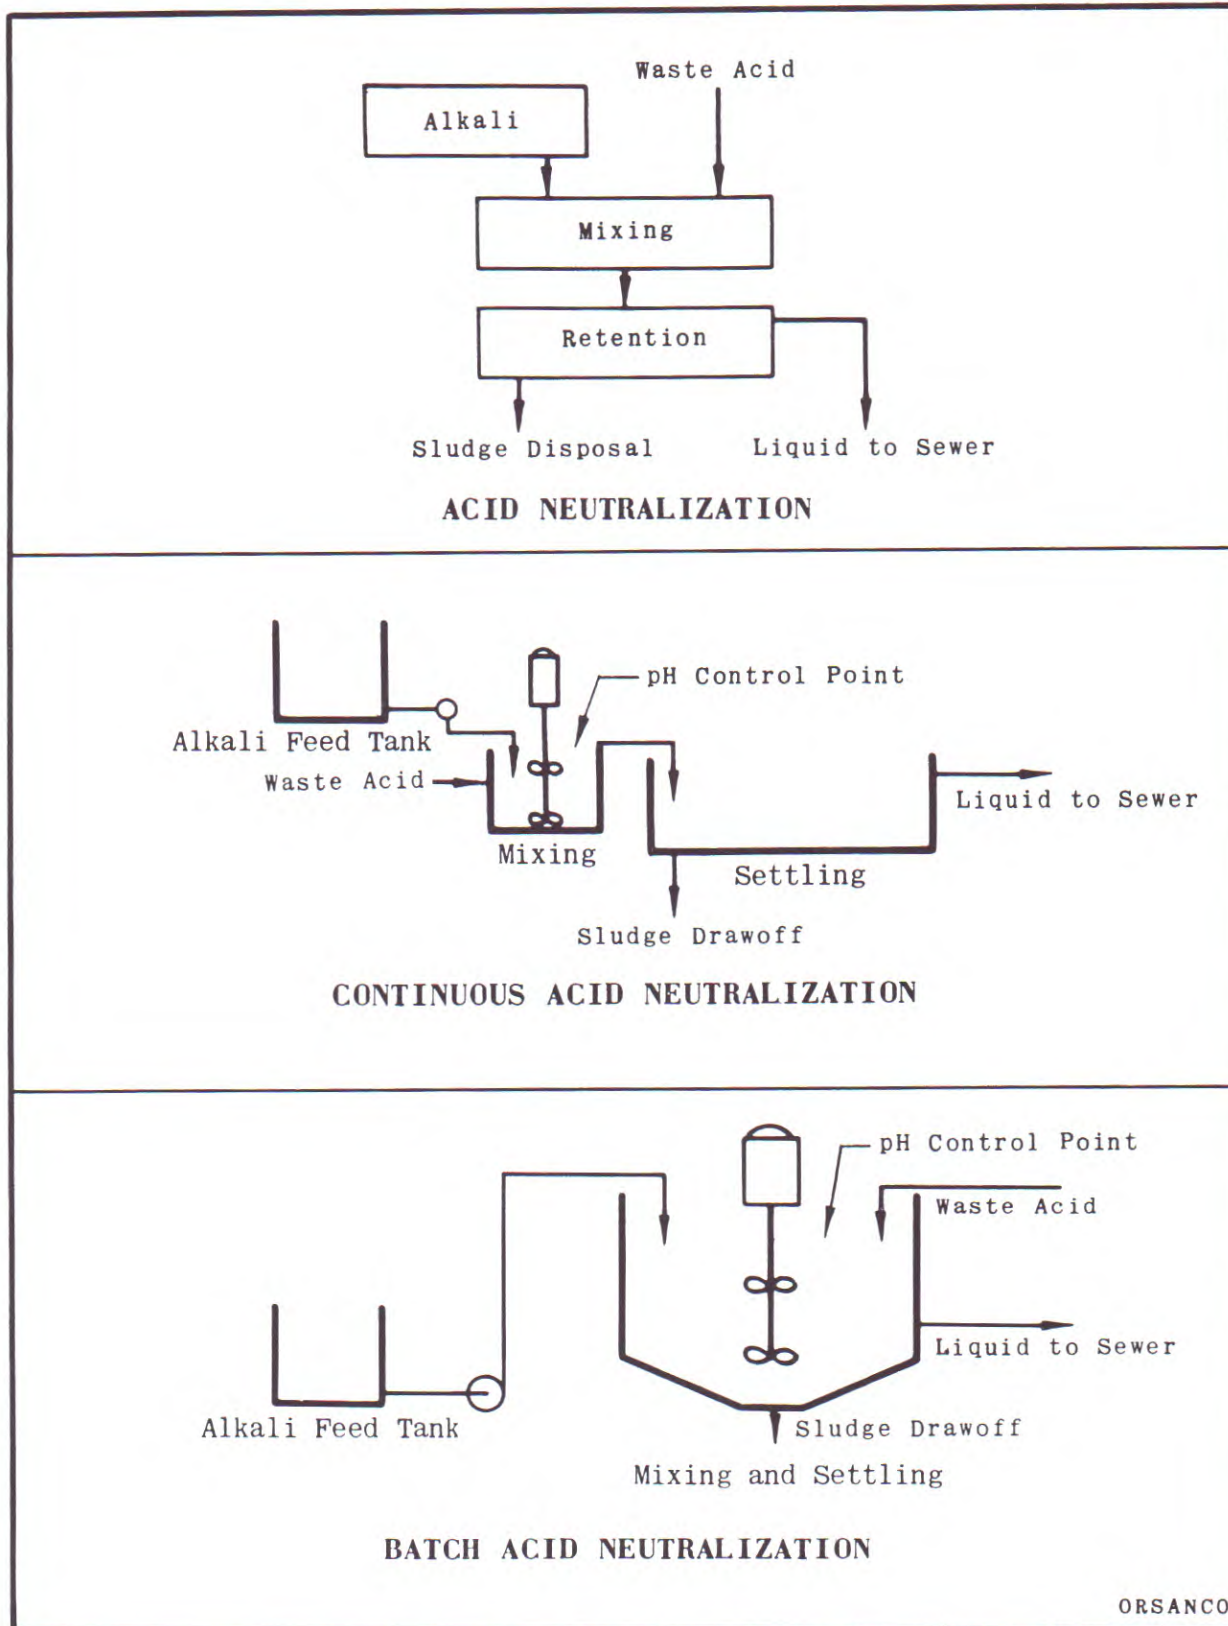 Waste Acid
Alkali
Mixing
Retention
Sludge Disposal
Liquid to Sewer
ACID NEUTRALIZATION
pH Control Point
Alkali Feed Tank
Waste Acid
Liquid to Sewer
Mixing
Settling
Sludge Drawoff
CONTINUOUS ACID NEUTRALIZATION
pH Control Point
Waste Acid
Liquid to Sewer
Alkali Feed Tank
Sludge Drawoff
Mixing and Settling
BATCH ACID NEUTRALIZATION
ORSANCO